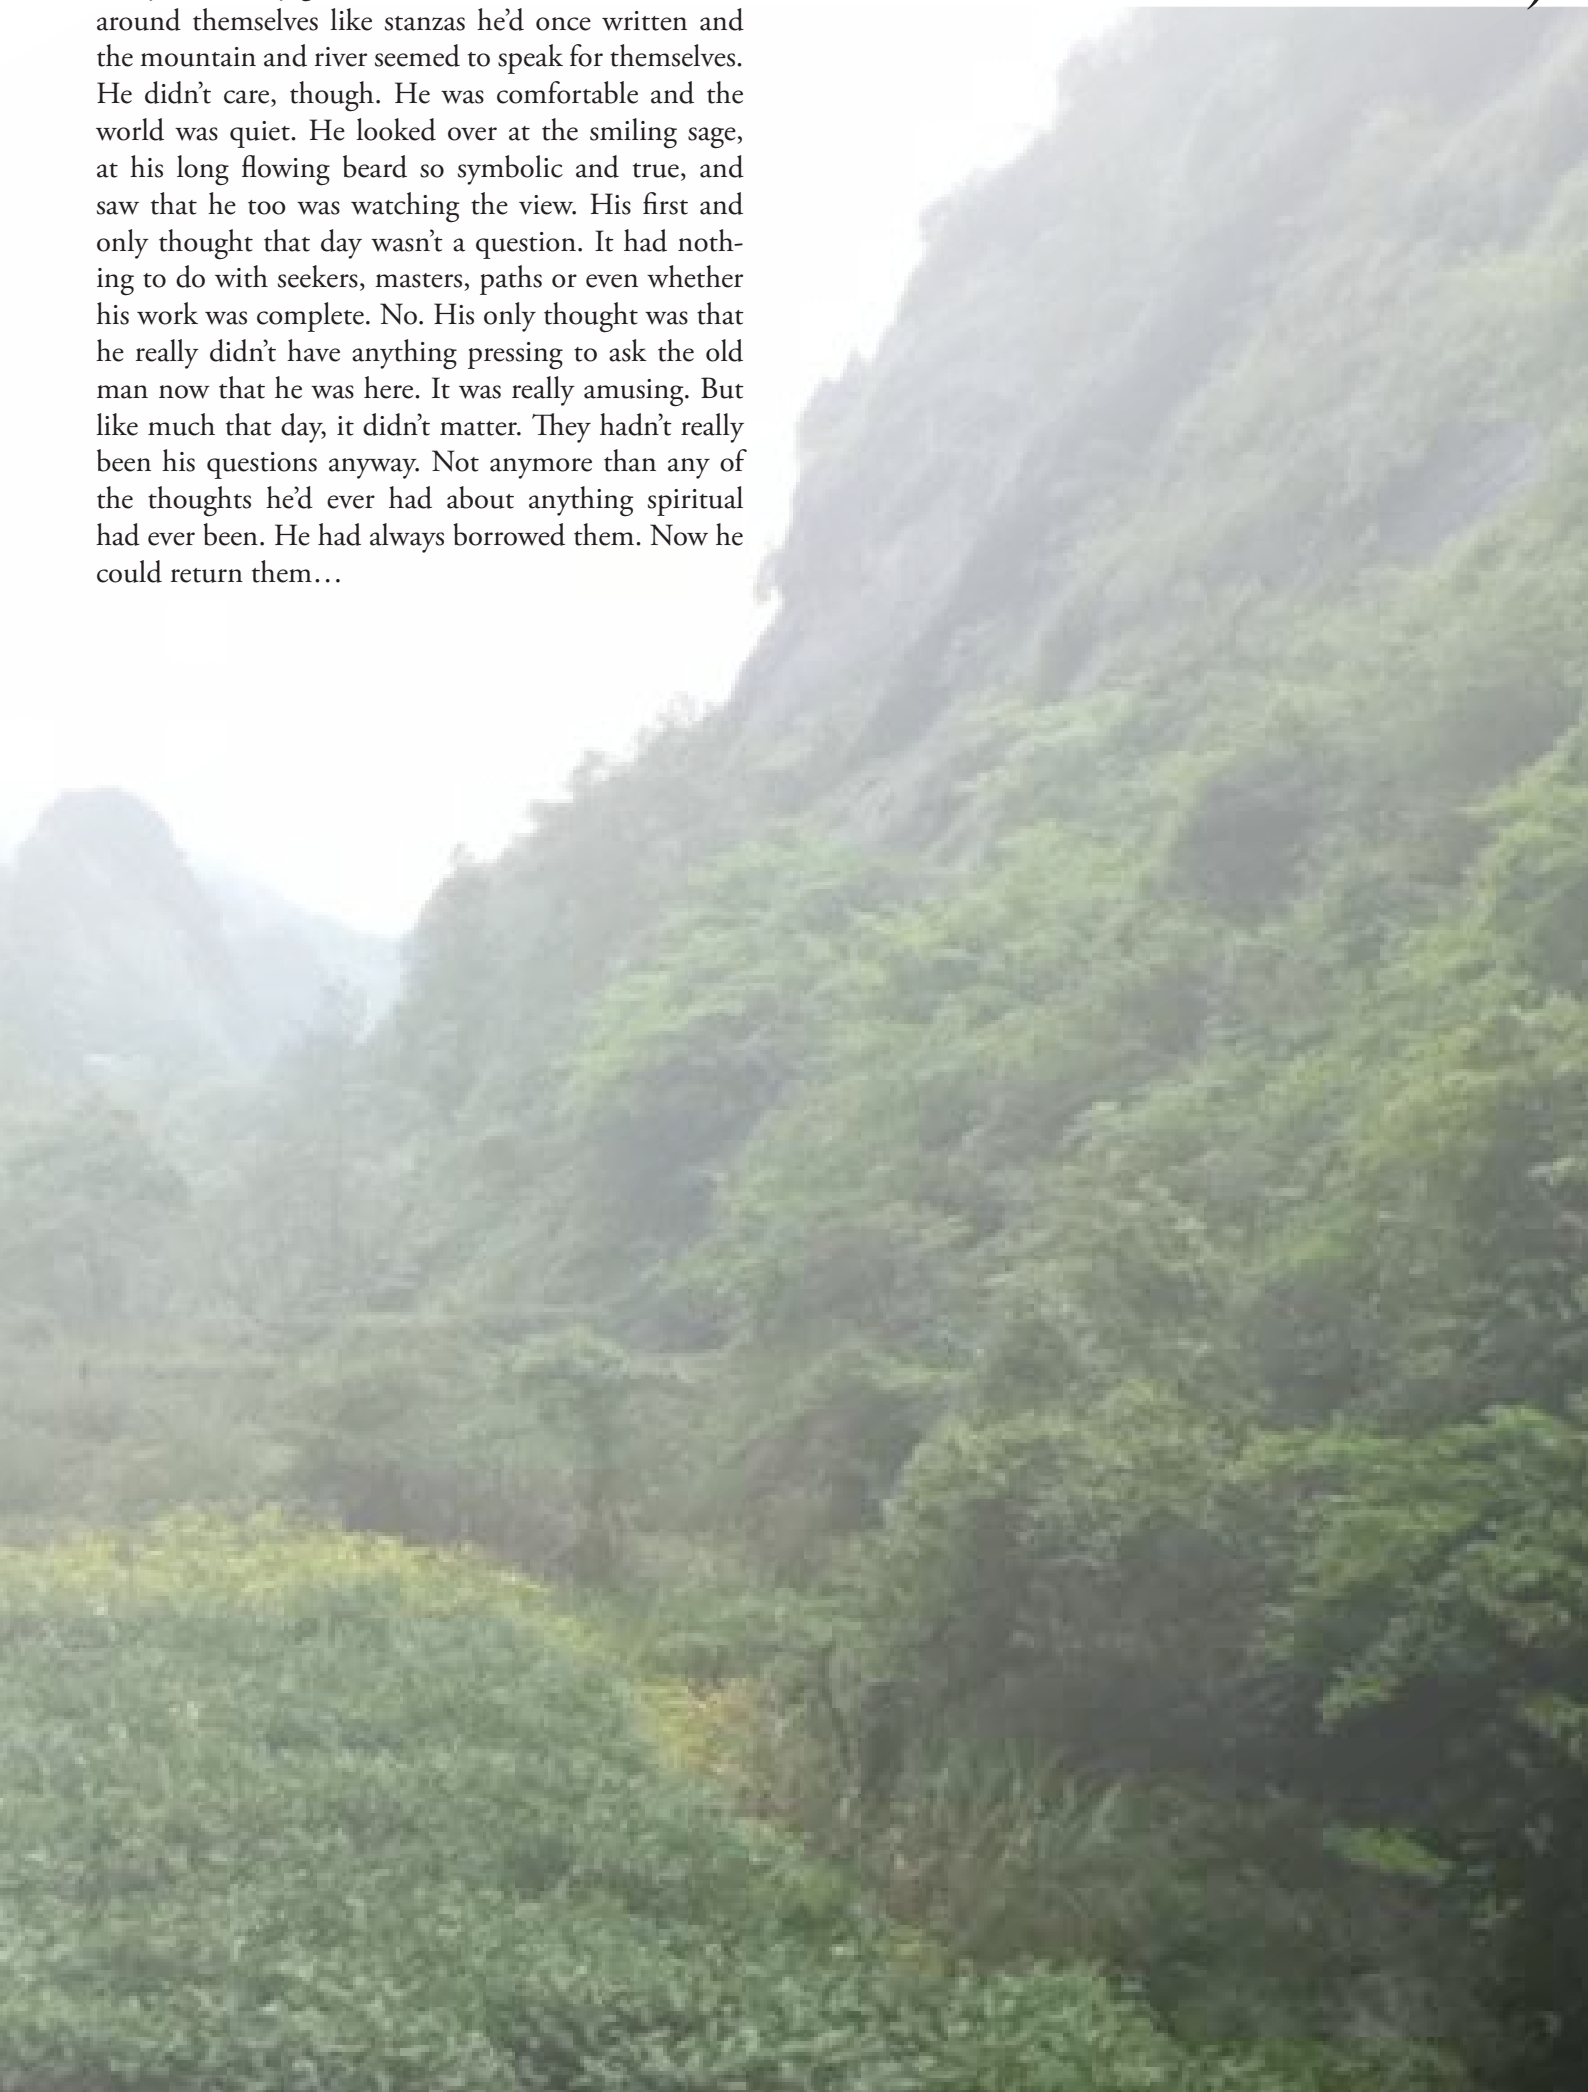 around themselves like stanzas he’d once written and
the mountain and river seemed to speak for themselves.
He didn’t care, though. He was comfortable and the
world was quiet. He looked over at the smiling sage,
at his long flowing beard so symbolic and true, and
saw that he too was watching the view. His first and
only thought that day wasn’t a question. It had noth-
ing to do with seekers, masters, paths or even whether
his work was complete. No. His only thought was that
he really didn’t have anything pressing to ask the old
man now that he was here. It was really amusing. But
like much that day, it didn’t matter. They hadn’t really
been his questions anyway. Not anymore than any of
the thoughts he’d ever had about anything spiritual
had ever been. He had always borrowed them. Now he
could return them…